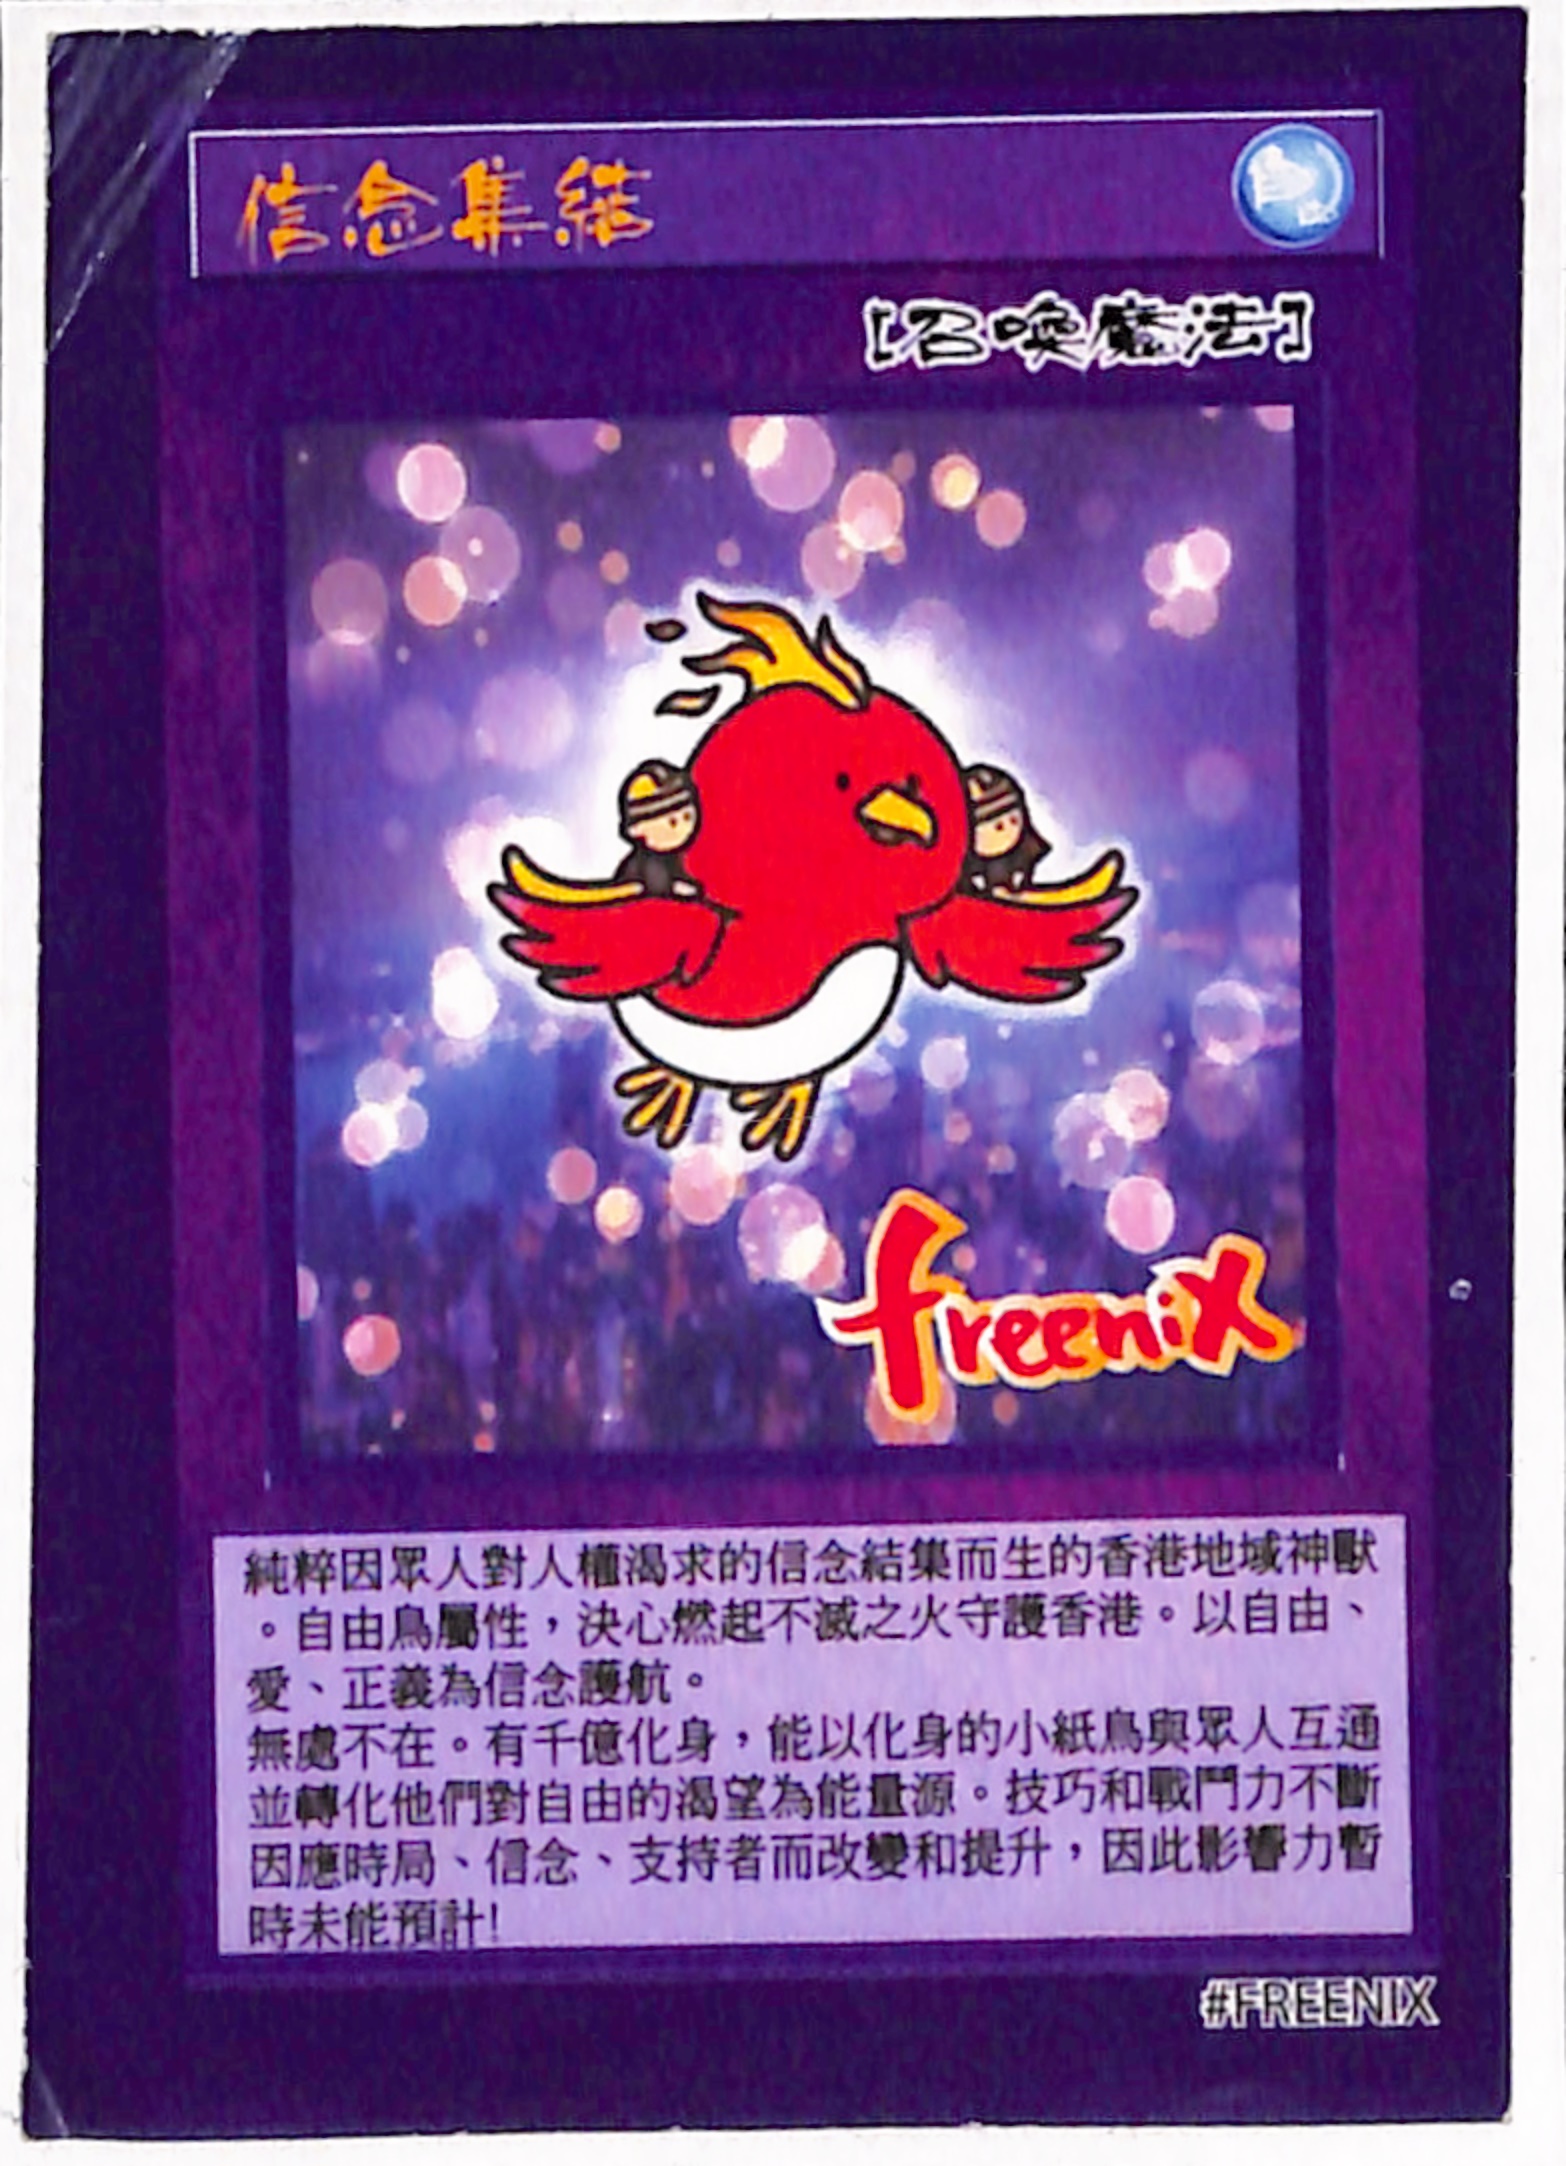 信念集結
[召喚魔法]
freenix
純粹因眾人對人權渴求的信念結集而生的香港地域神獸
。自由鳥屬性，決心燃起不滅之火守護香港。以自由、
愛、正義為信念護航。
無處不在。有千億化身，能以化身的小紙鳥與眾人互通
並轉化他們對自由的渴望為能量源。技巧和戰鬥力不斷
因應時局、信念、支持者而改變和提升，因此影響力暫
時未能預計!
#FREENIX